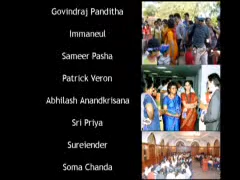 Govindraj Panditha
Immaneul
Sameer Pasha
Patrick Veron
Abhilash Anandkrisana
Sri Priya
Sureiender
Soma Chanda